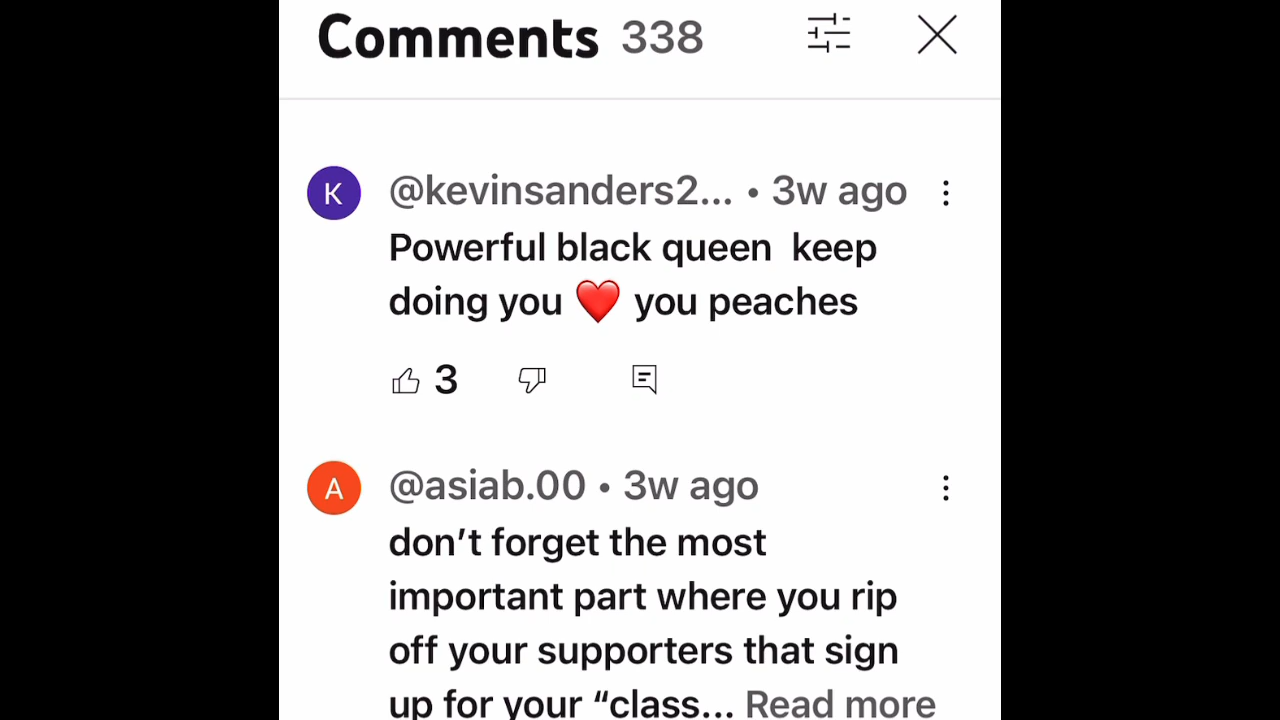 Comments 338
K @kevinsanders2... • 3w ago
Powerful black queen keep
doing you ❤️ you peaches
3
A @asiab.00 • 3w ago
don’t forget the most
important part where you rip
off your supporters that sign
up for your “class... Read more